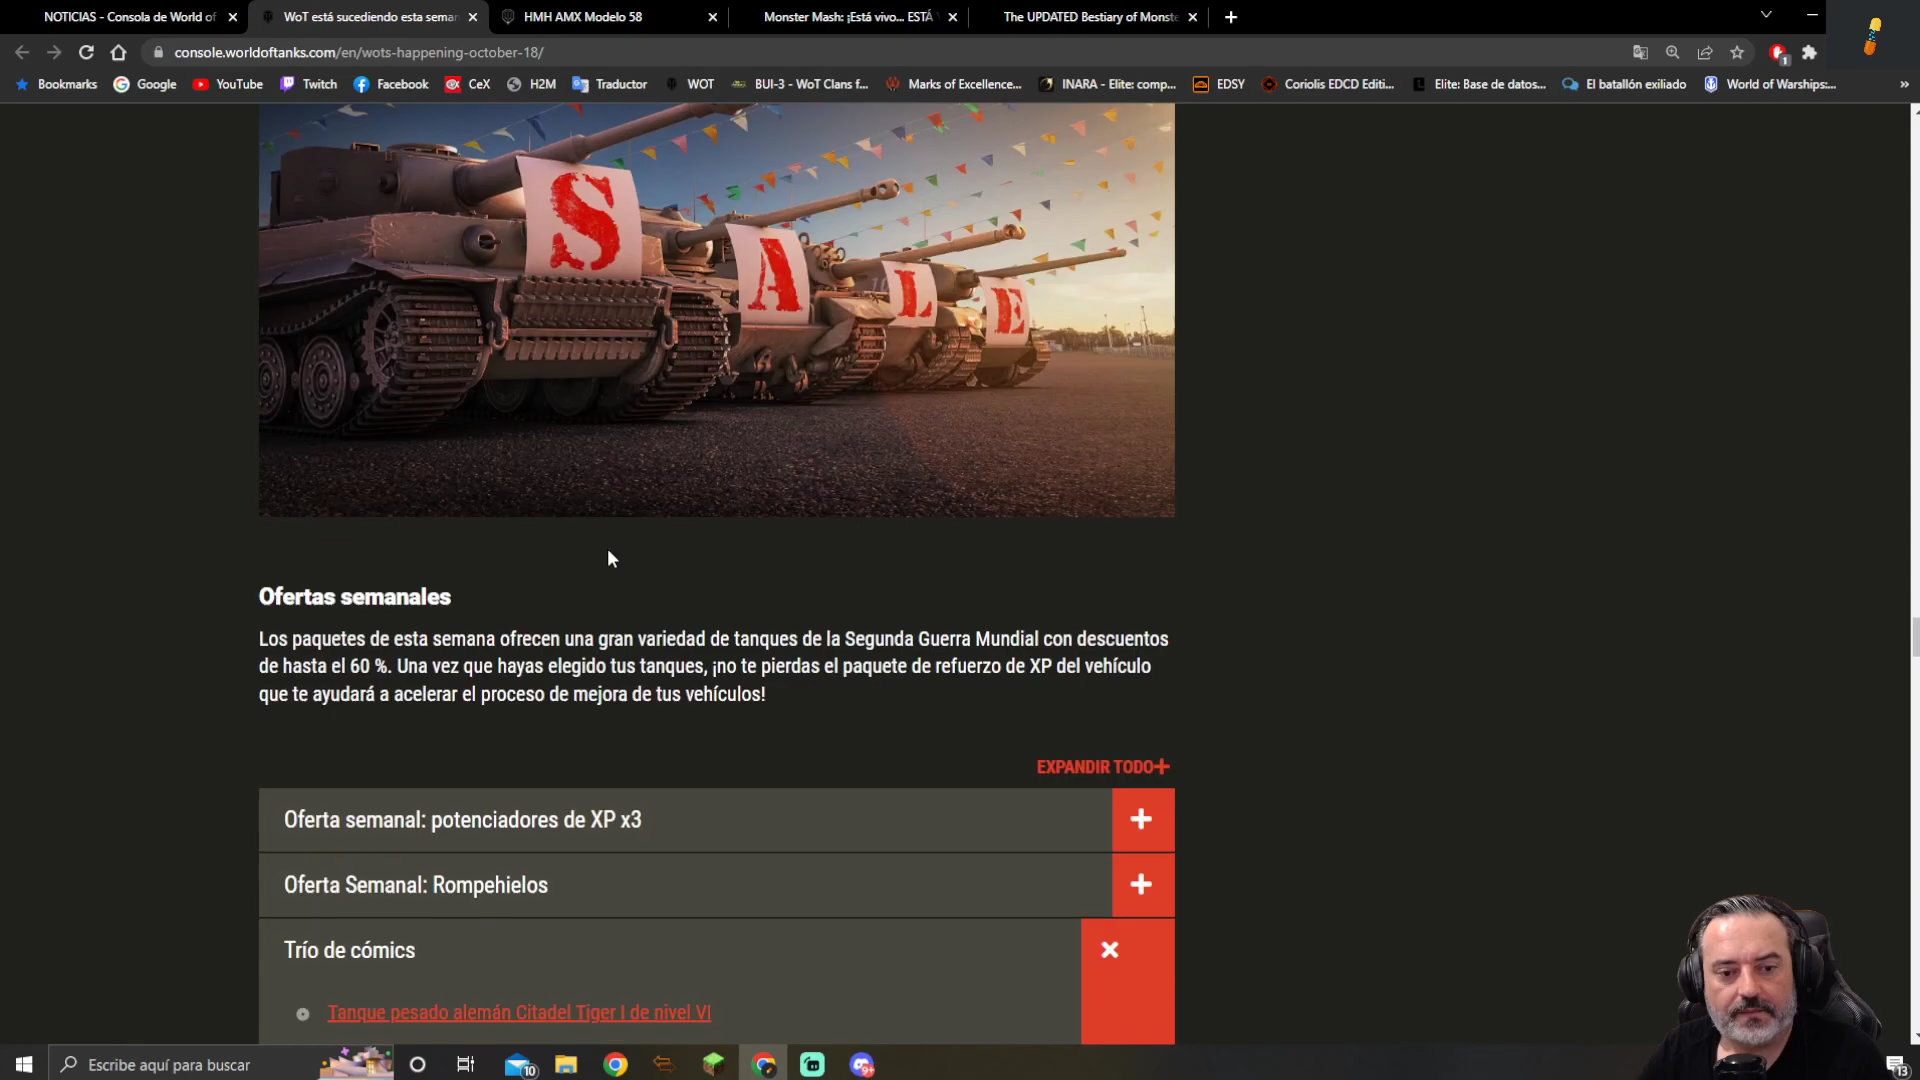 NOTICIAS - Consola de World of
WoT está sucediendo esta semar
HMH AMX Modelo 58
Monster Mash: ¡Está vivo... ESTÁ
The UPDATED Bestiary of Monste
console.worldoftanks.com/en/wots-happening-october-18/
1
Bookmarks
Google
YouTube
Twitch
Facebook
CeX
H2M
Traductor
WOT
BUI-3 - WoT Clans f...
Marks of Excellence...
INARA - Elite: comp...
EDSY
Coriolis EDCD Editi...
Elite: Base de datos...
El batallón exiliado
World of Warships:...
»
S
A
L
E
Ofertas semanales
Los paquetes de esta semana ofrecen una gran variedad de tanques de la Segunda Guerra Mundial con descuentos
de hasta el 60 %. Una vez que hayas elegido tus tanques, ¡no te pierdas el paquete de refuerzo de XP del vehículo
que te ayudará a acelerar el proceso de mejora de tus vehículos!
EXPANDIR TODO+
Oferta semanal: potenciadores de XP x3
Oferta Semanal: Rompehielos
Trío de cómics
Tanque pesado alemán Citadel Tiger I de nivel VI
Escribe aquí para buscar
10
9+
13